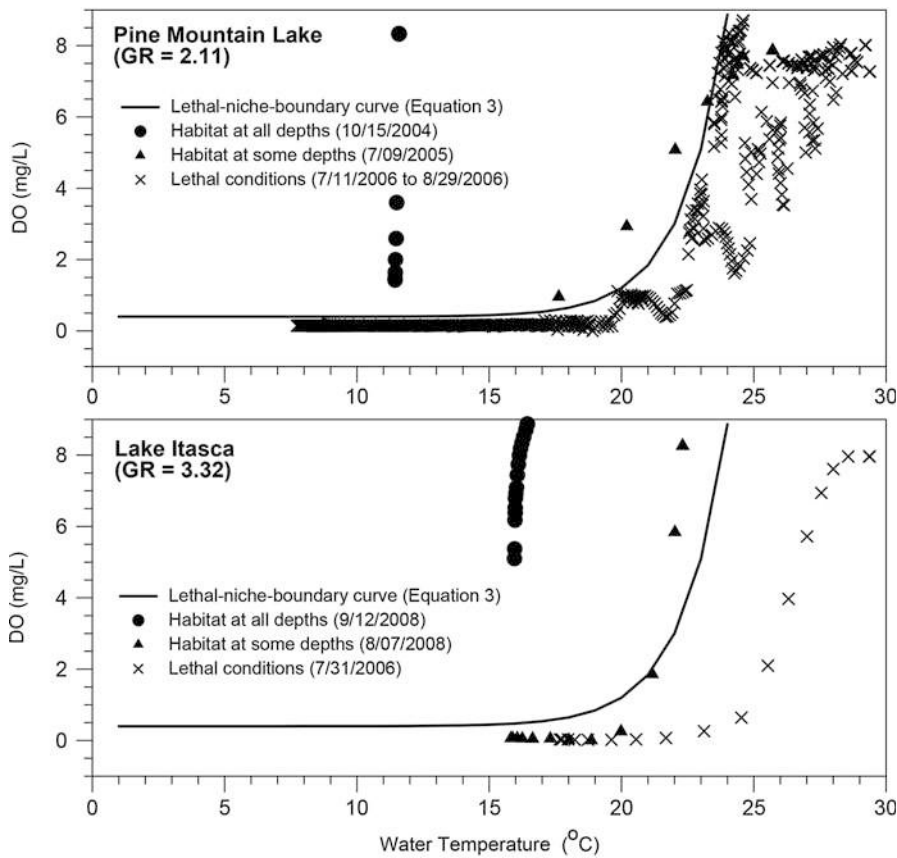 Pine Mountain Lake
(GR = 2.11)
Lethal-niche-boundary curve (Equation 3)
Habitat at all depths (10/15/2004)
Habitat at some depths (7/09/2005)
Lethal conditions (7/11/2006 to 8/29/2006)
DO (mg/L)
8
6
4
2
0
0 5 10 15 20 25 30
Lake Itasca
(GR = 3.32)
Lethal-niche-boundary curve (Equation 3)
Habitat at all depths (9/12/2008)
Habitat at some depths (8/07/2008)
Lethal conditions (7/31/2006)
DO (mg/L)
8
6
4
2
0
0 5 10 15 20 25 30
Water Temperature (°C)